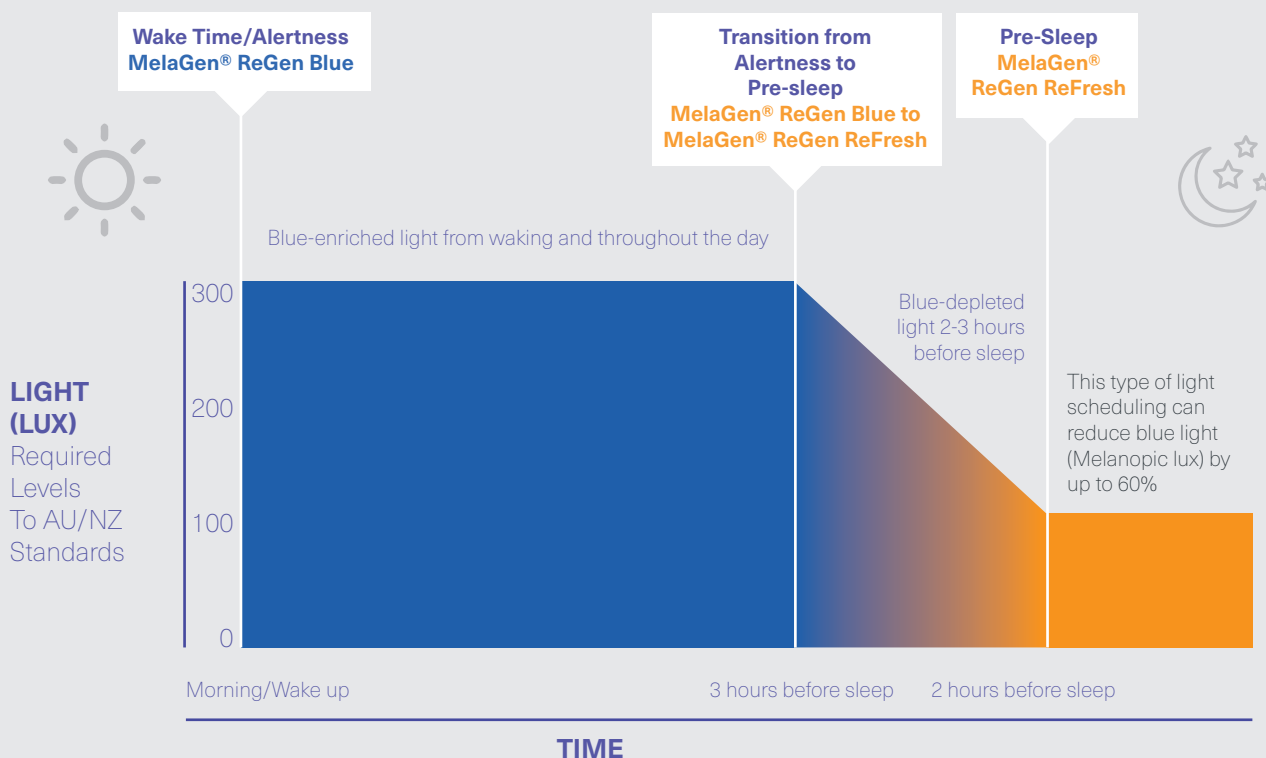 Wake Time/Alertness
MelaGen® ReGen Blue
Transition from
Alertness to
Pre-sleep
MelaGen® ReGen Blue to
MelaGen® ReGen ReFresh
Pre-Sleep
MelaGen®
ReGen ReFresh
Blue-enriched light from waking and throughout the day
Blue-depleted
light 2-3 hours
before sleep
This type of light
scheduling can
reduce blue light
(Melanopic lux) by
up to 60%
LIGHT
(LUX)
Required
Levels
To AU/NZ
Standards
300
200
100
0
Morning/Wake up
3 hours before sleep
2 hours before sleep
TIME